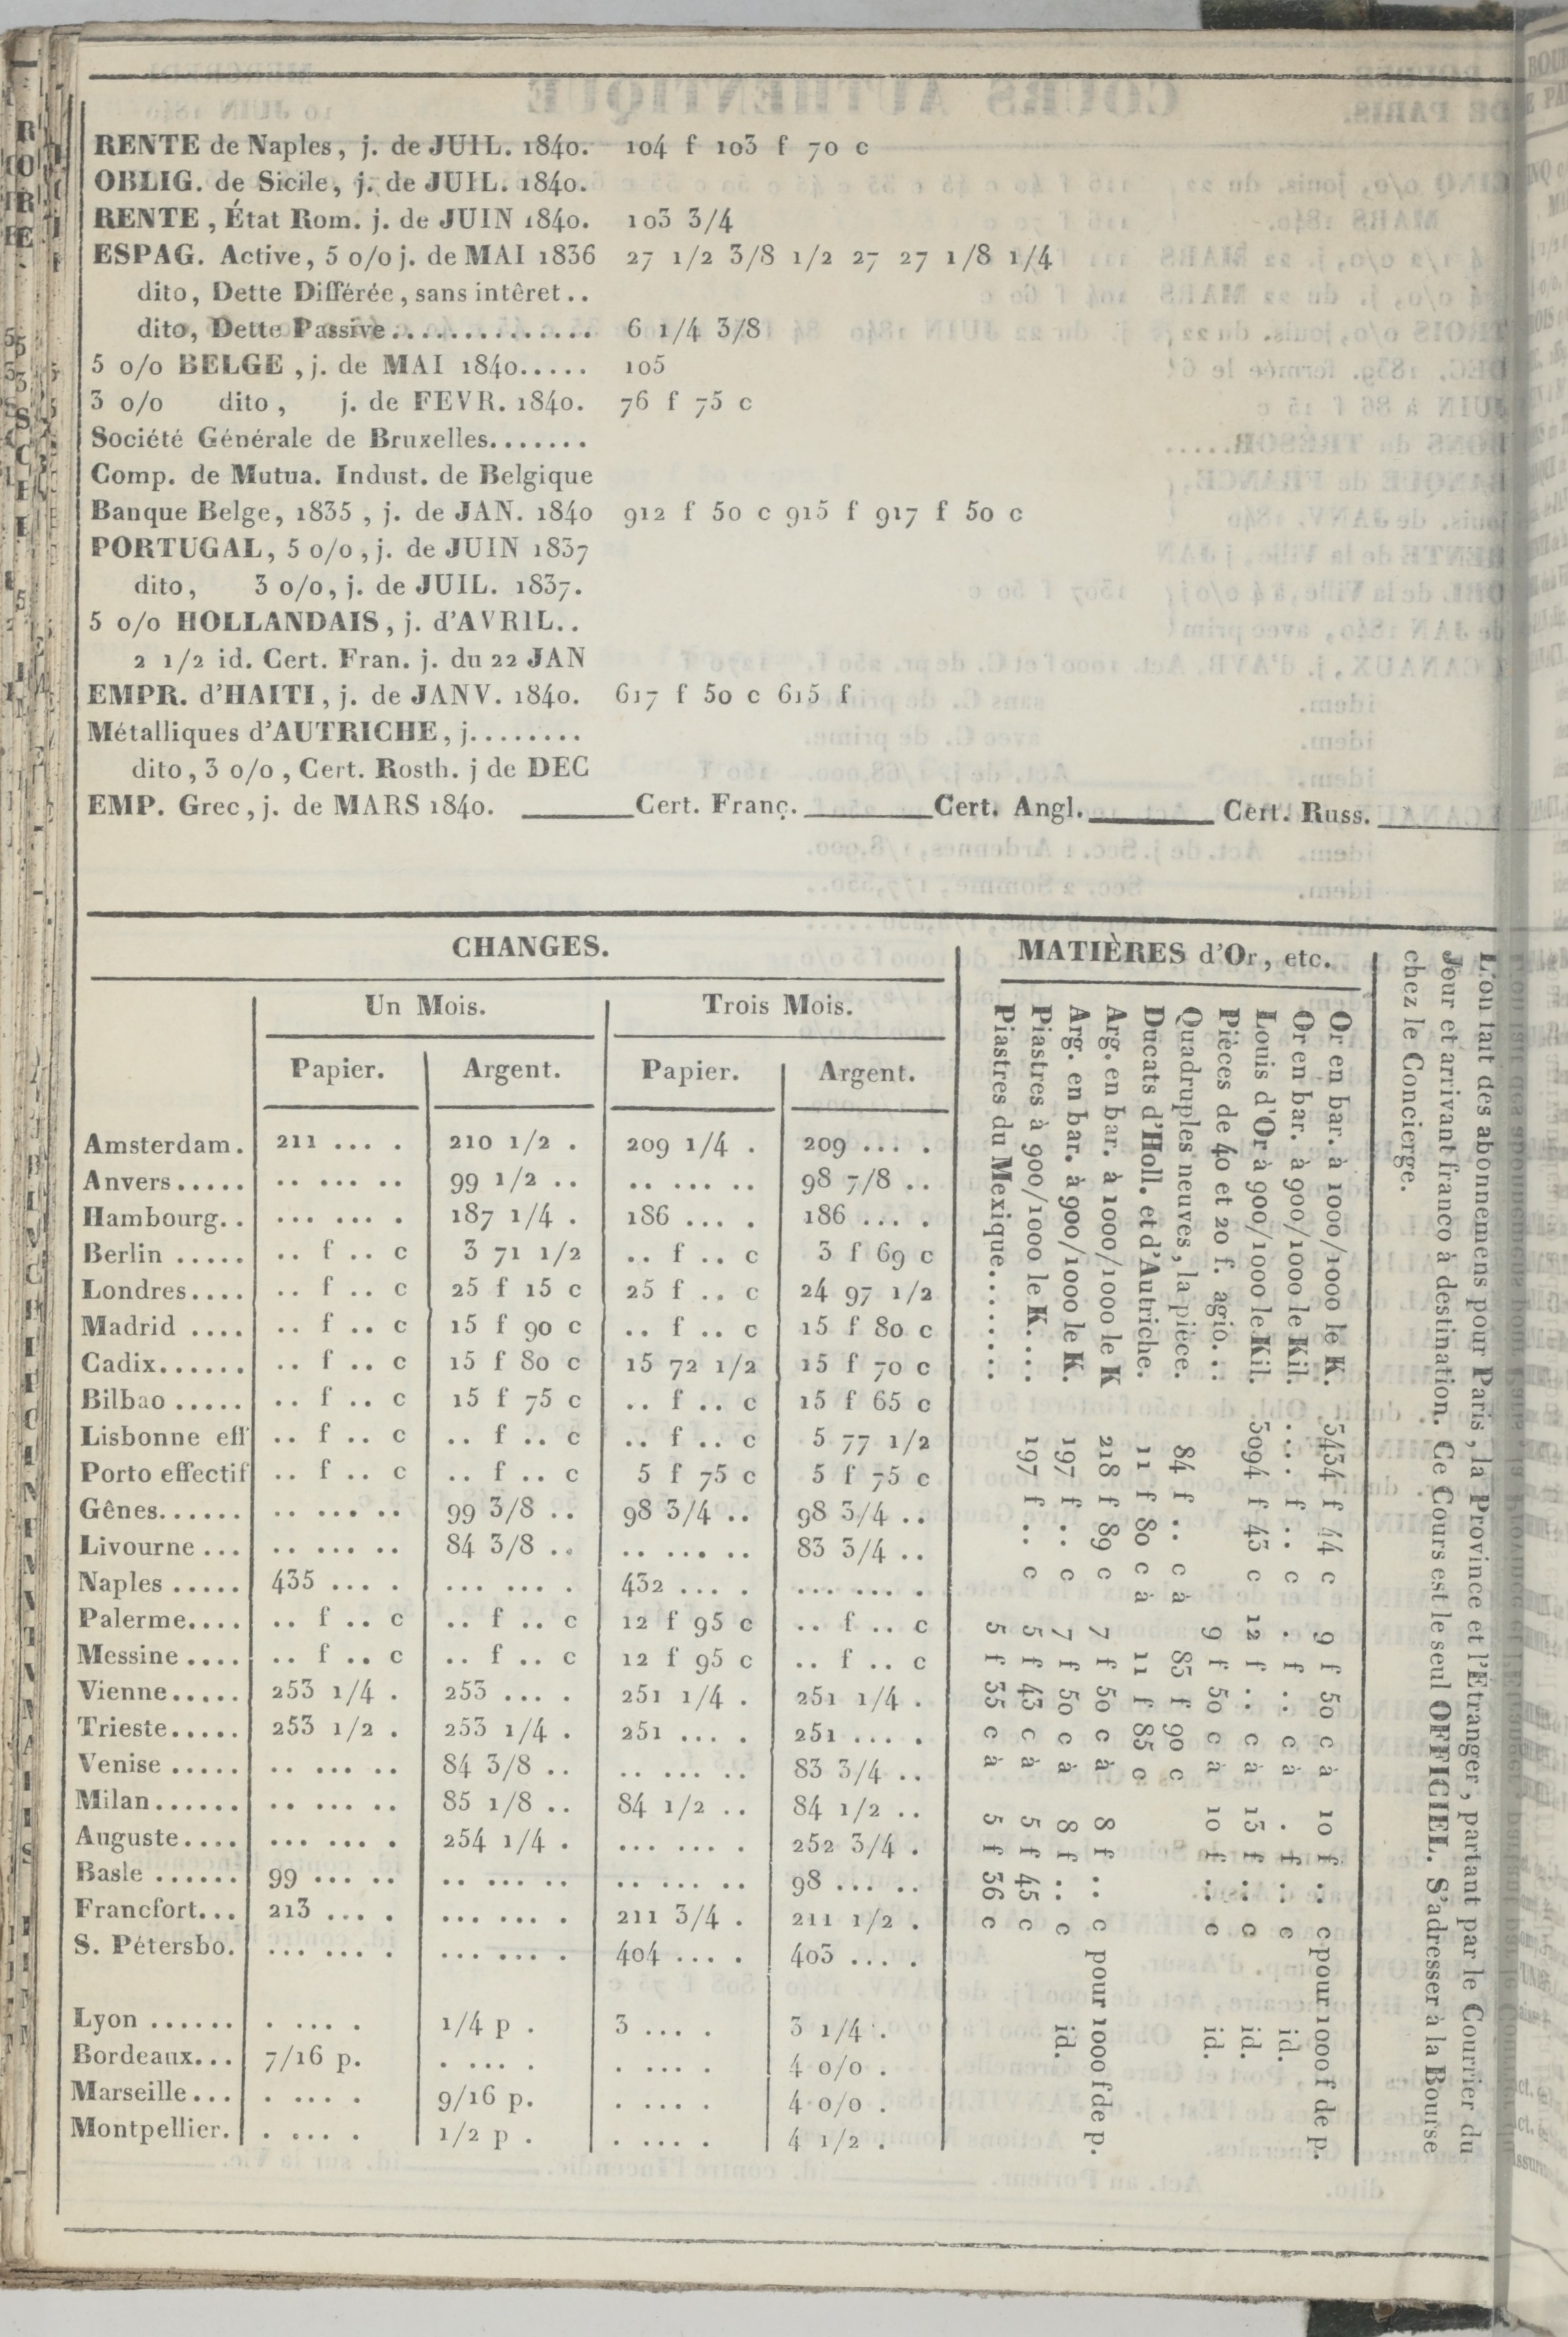 RENTE de Naples, j. de JUIL. 1840. 104 f 103 f 70 c
OBLIG. de Sicile, j. de JUIL. 1840.
RENTE, État Rom. j. de JUIN 1840. 103 3/4
ESPAG. Active, 5 o/o j. de MAI 1836 27 1/2 3/8 1/2 27 27 1/8 1/4
dito, Dette Différée, sans intêret..
dito, Dette Passive.............. 6 1/4 3/8
5 o/o BELGE, j. de MAI 1840..... 105
3 o/o dito, j. de FEVR. 1840. 76 f 75 c
Société Générale de Bruxelles.......
Comp. de Mutua. Indust. de Belgique
Banque Belge, 1835, j. de JAN. 1840 912 f 50 c 915 f 917 f 50 c
PORTUGAL, 5 o/o, j. de JUIN 1837
dito, 3 o/o, j. de JUIL. 1837.
5 o/o HOLLANDAIS, j. d'AVRIL..
2 1/2 id. Cert. Fran. j. du 22 JAN
EMPR. d'HAITI, j. de JANV. 1840. 617 f 50 c 615 f
Métalliques d'AUTRICHE, j........
dito, 3 o/o, Cert. Rosth. j de DEC
EMP. Grec, j. de MARS 1840. ______Cert. Franç.______Cert. Angl.______Cert. Russ.______
CHANGES.
Un Mois. Trois Mois.
Papier. Argent. Papier. Argent.
Amsterdam. 211 .... . 210 1/2 . 209 1/4 . 209 ... .
Anvers..... .. ... .. 99 1/2 .. .. ... .. 98 7/8 ..
Hambourg.. ... ... . 187 1/4 . 186 ... . 186 ... .
Berlin ..... .. f .. c 3 71 1/2 .. f .. c 3 f 69 c
Londres.... .. f .. c 25 f 15 c 25 f .. c 24 97 1/2
Madrid .... .. f .. c 15 f 90 c .. f .. c 15 f 80 c
Cadix...... .. f .. c 15 f 80 c 15 72 1/2 15 f 70 c
Bilbao ..... .. f .. c 15 f 75 c .. f .. c 15 f 65 c
Lisbonne eff .. f .. c .. f .. c .. f .. c 5 77 1/2
Porto effectif .. f .. c .. f .. c 5 f 75 c 5 f 75 c
Gênes...... .. ... .. 99 3/8 .. 98 3/4 .. 98 3/4 ..
Livourne ... .. ... .. 84 3/8 .. .. ... .. 83 3/4 ..
Naples ..... 435 ... . ... ... . 432 ... . ... ... .
Palerme.... .. f .. c .. f .. c 12 f 95 c .. f .. c
Messine .... .. f .. c .. f .. c 12 f 95 c .. f .. c
Vienne..... 253 1/4 . 253 ... . 251 1/4 . 251 1/4 .
Trieste..... 253 1/2 . 253 1/4 . 251 ... . 251 ... .
Venise ..... .. ... .. 84 3/8 .. .. ... .. 83 3/4 ..
Milan...... .. ... .. 85 1/8 .. 84 1/2 .. 84 1/2 ..
Auguste.... ... ... . 254 1/4 . ... ... . 252 3/4 .
Basle ...... 99 ... .. .. ... .. .. ... .. 98 ... ..
Francfort... 213 ... . ... ... . 211 3/4 . 211 1/2 .
S. Pétersbo. ... ... . ... ... . 404 ... . 403 ... .
Lyon ...... . ... . 1/4 p . 3 ... . 3 1/4 .
Bordeaux... 7/16 p. . ... . . ... . 4 o/o .
Marseille... . ... . 9/16 p. . ... . 4 o/o .
Montpellier. . ... . 1/2 p . . ... . 4 1/2 .
MATIÈRES d'Or, etc.
Or en bar. à 1000/1000 le K. 3434 f 44 c 9 f 50 c à 10 f .. c pour 1000 f de p.
Or en bar. à 900/1000 le Kil. .... f .. c . f .. c à . f .. c id.
Louis d'Or à 900/1000 le Kil. 3094 f 43 c 12 f .. c à 13 f .. c id.
Pièces de 40 et 20 f. agio... 9 f 50 c à 10 f .. c id.
Quadruples neuves, la pièce. 84 f .. c à 83 f 90 c
Ducats d'Holl. et d'Autriche. 11 f 80 c à 11 f 85 c
Arg. en bar. à 1000/1000 le K 218 f 89 c 7 f 50 c à 8 f .. c pour 1000 f de p.
Arg. en bar. à 900/1000 le K. 197 f .. c 7 f 50 c à 8 f .. c id.
Piastres à 900/1000 le K.... 197 f .. c 5 f 43 c à 5 f 45 c
Piastres du Mexique....... 5 f 35 c à 5 f 36 c
L'on fait des abonnemens pour Paris, la Province et l'Etranger, partant par le Courrier du
Jour et arrivant franco à destination. Ce Cours est le seul OFFICIEL. S'adresser à la Bourse
chez le Concierge.